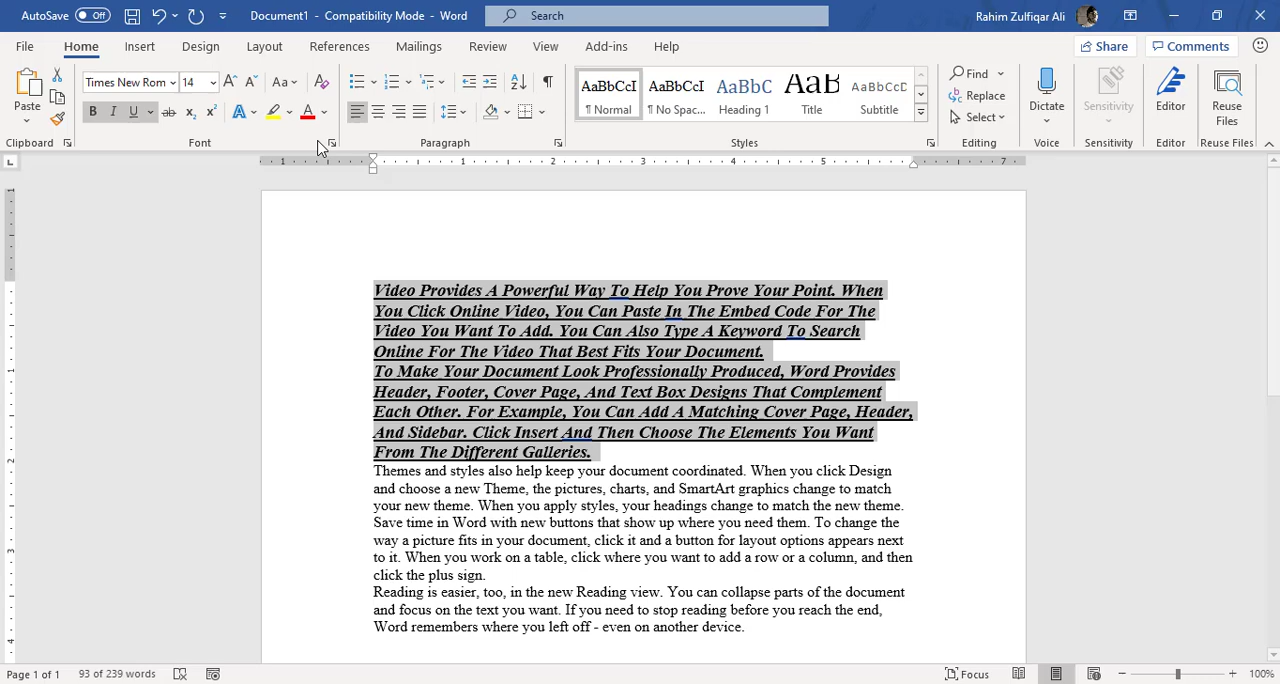 AutoSave Off Document1 - Compatibility Mode - Word Search Rahim Zulfiqar Ali
File Home Insert Draw Design Layout References Mailings Review View Add-ins Help Share Comments
Paste Times New Rom 14 Aa AaBbCcI AaBbCcI AaBbC AaB AaBbCcD Find Replace Select Dictate Sensitivity Editor Reuse Files
¶ Normal ¶ No Spac... Heading 1 Title Subtitle
Clipboard Font Paragraph Styles Editing Voice Sensitivity Editor Reuse Files
1 1 2 3 4 5 7
Video Provides A Powerful Way To Help You Prove Your Point. When
You Click Online Video, You Can Paste In The Embed Code For The
Video You Want To Add. You Can Also Type A Keyword To Search
Online For The Video That Best Fits Your Document.
To Make Your Document Look Professionally Produced, Word Provides
Header, Footer, Cover Page, And Text Box Designs That Complement
Each Other. For Example, You Can Add A Matching Cover Page, Header,
And Sidebar. Click Insert And Then Choose The Elements You Want
From The Different Galleries.
Themes and styles also help keep your document coordinated. When you click Design
and choose a new Theme, the pictures, charts, and SmartArt graphics change to match
your new theme. When you apply styles, your headings change to match the new theme.
Save time in Word with new buttons that show up where you need them. To change the
way a picture fits in your document, click it and a button for layout options appears next
to it. When you work on a table, click where you want to add a row or a column, and then
click the plus sign.
Reading is easier, too, in the new Reading view. You can collapse parts of the document
and focus on the text you want. If you need to stop reading before you reach the end,
Word remembers where you left off - even on another device.
Page 1 of 1 93 of 239 words Focus 100%